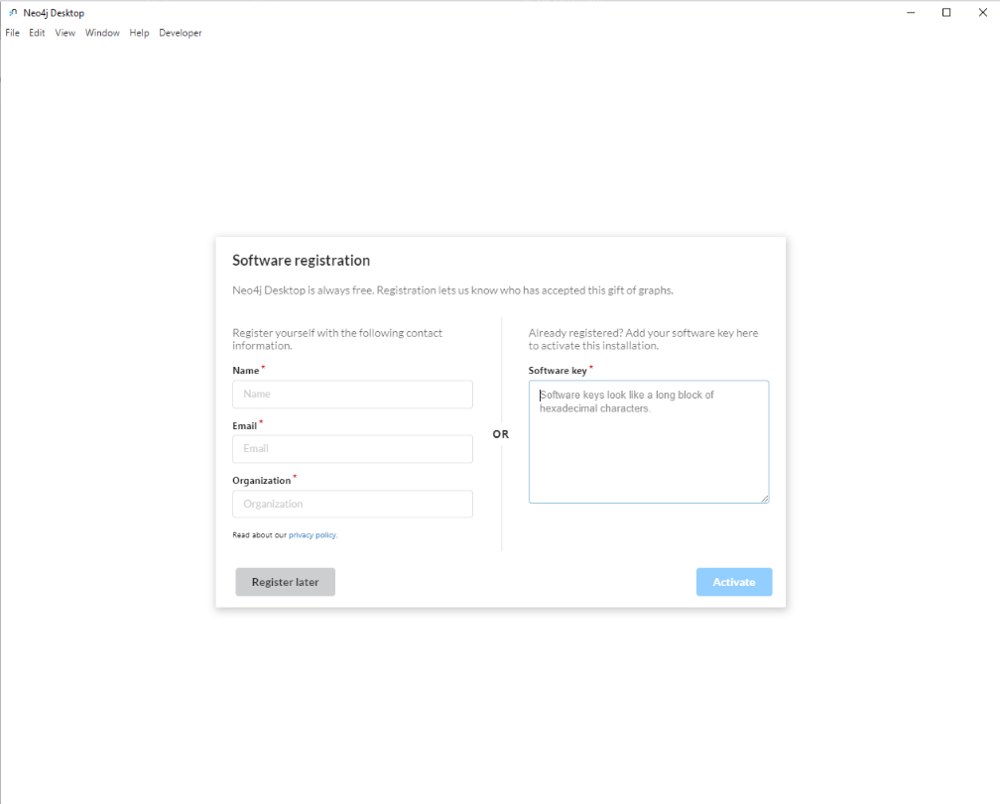 Neo4j Desktop
File Edit View Window Help Developer
Software registration
Neo4j Desktop is always free. Registration lets us know who has accepted this gift of graphs.
Register yourself with the following contact
information.
Name *
Name
Email *
Email
Organization *
Organization
Read about our privacy policy.
OR
Already registered? Add your software key here
to activate this installation.
Software key *
Software keys look like a long block of
hexadecimal characters.
Register later
Activate